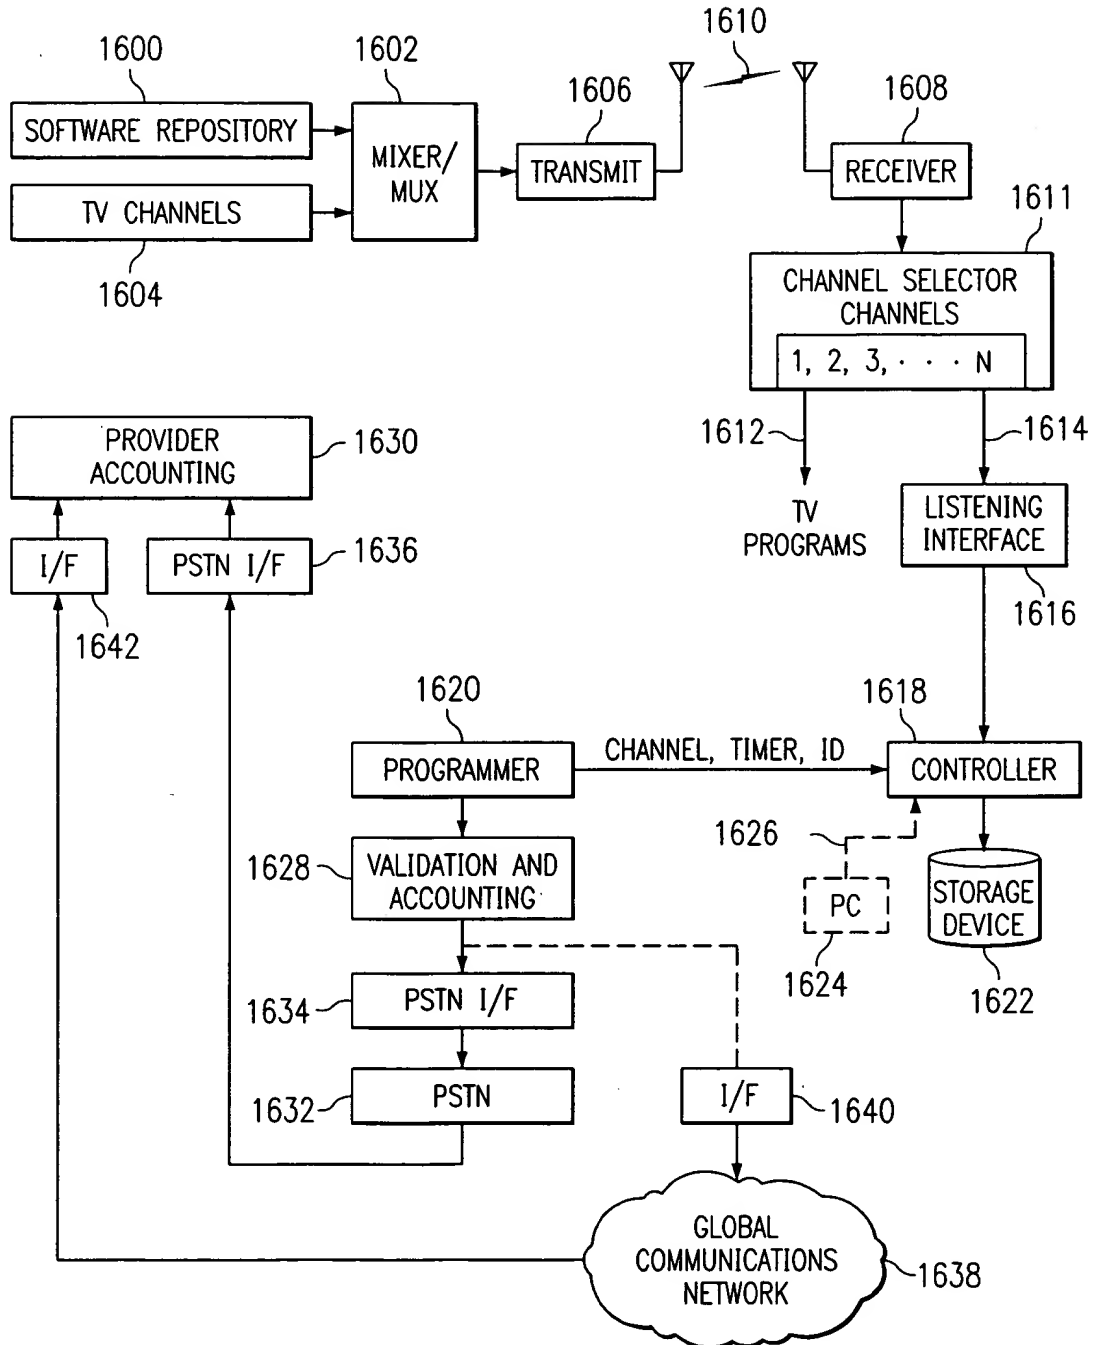 1600
1602
1610
1606
1608
SOFTWARE REPOSITORY
MIXER/
MUX
TRANSMIT
RECEIVER
TV CHANNELS
1604
1611
CHANNEL SELECTOR
CHANNELS
1, 2, 3, · · · N
1612
1614
TV
PROGRAMS
LISTENING
INTERFACE
1616
PROVIDER
ACCOUNTING
1630
I/F
PSTN I/F
1636
1642
1620
1618
PROGRAMMER
CHANNEL, TIMER, ID
CONTROLLER
1626
1628
VALIDATION AND
ACCOUNTING
PC
1624
STORAGE
DEVICE
1622
1634
PSTN I/F
1632
PSTN
I/F
1640
GLOBAL
COMMUNICATIONS
NETWORK
1638